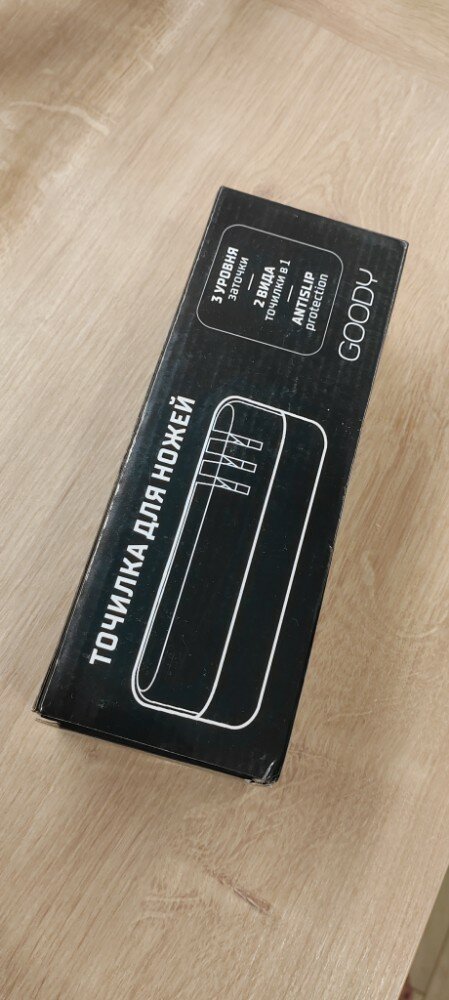 ТОЧИЛКА ДЛЯ НОЖЕЙ
3 УРОВНЯ
заточки
2 ВИДА
точилки в 1
ANTISLIP
protection
GOODY